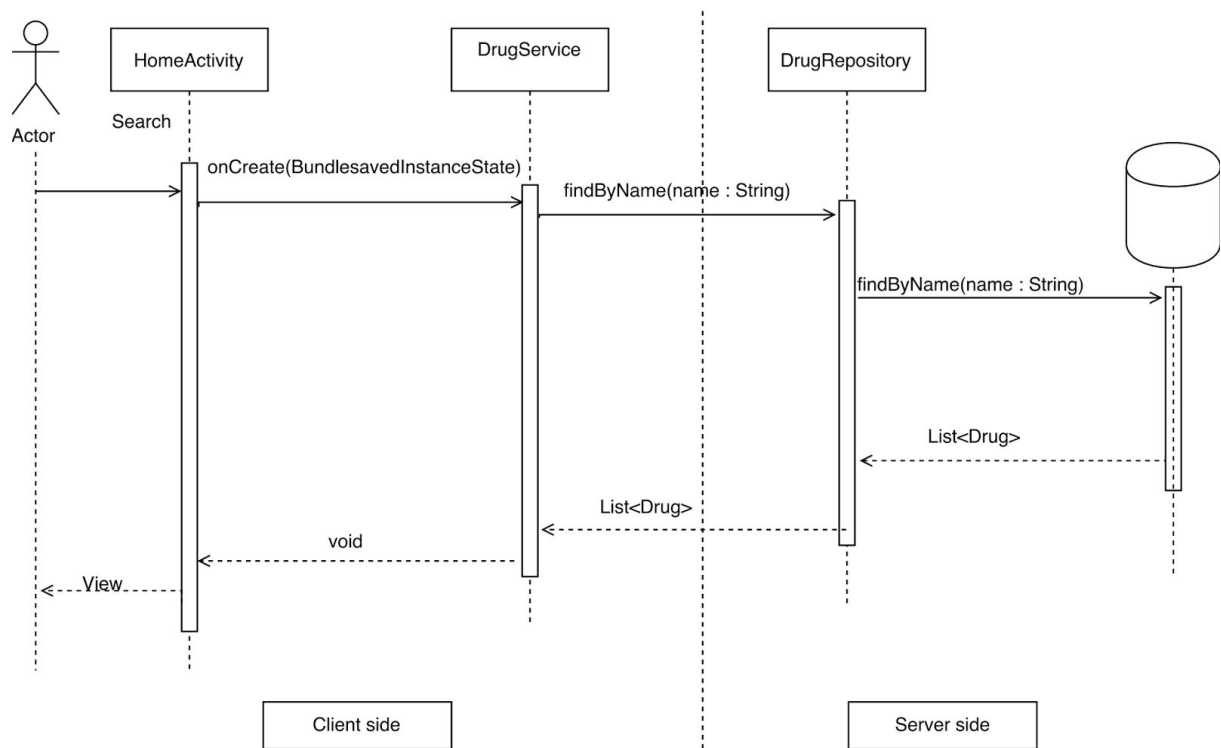 HomeActivity
DrugService
DrugRepository
Actor
Search
onCreate(BundlesavedInstanceState)
findByName(name : String)
findByName(name : String)
List<Drug>
List<Drug>
void
View
Client side
Server side